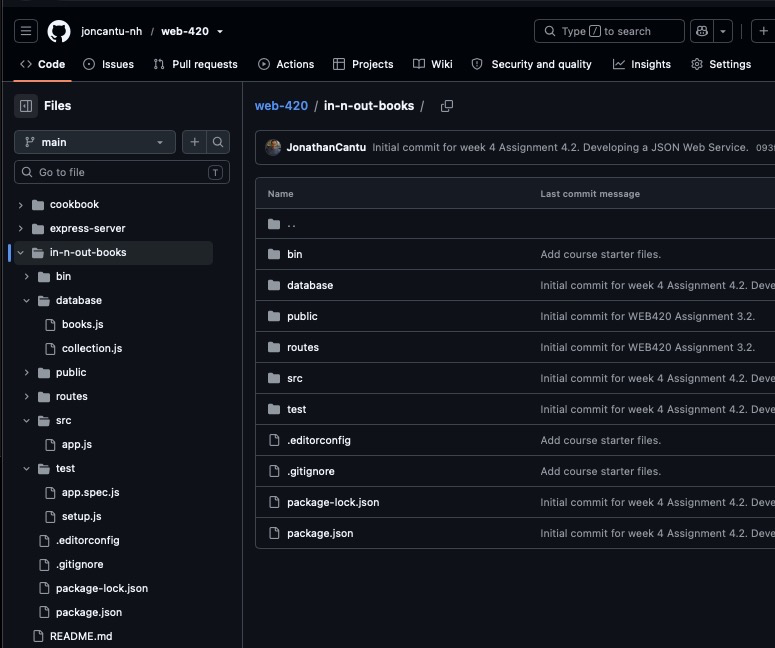 joncantu-nh / web-420
Type / to search
Code
Issues
Pull requests
Actions
Projects
Wiki
Security and quality
Insights
Settings
Files
main
Go to file
T
cookbook
express-server
in-n-out-books
bin
database
books.js
collection.js
public
routes
src
app.js
test
app.spec.js
setup.js
.editorconfig
.gitignore
package-lock.json
package.json
README.md
web-420 / in-n-out-books /
JonathanCantu Initial commit for week 4 Assignment 4.2. Developing a JSON Web Service.
Name Last commit message
..
bin Add course starter files.
database Initial commit for week 4 Assignment 4.2. Deve
public Initial commit for WEB420 Assignment 3.2.
routes Initial commit for WEB420 Assignment 3.2.
src Initial commit for week 4 Assignment 4.2. Deve
test Initial commit for week 4 Assignment 4.2. Deve
.editorconfig Add course starter files.
.gitignore Add course starter files.
package-lock.json Initial commit for week 4 Assignment 4.2. Deve
package.json Initial commit for week 4 Assignment 4.2. Deve